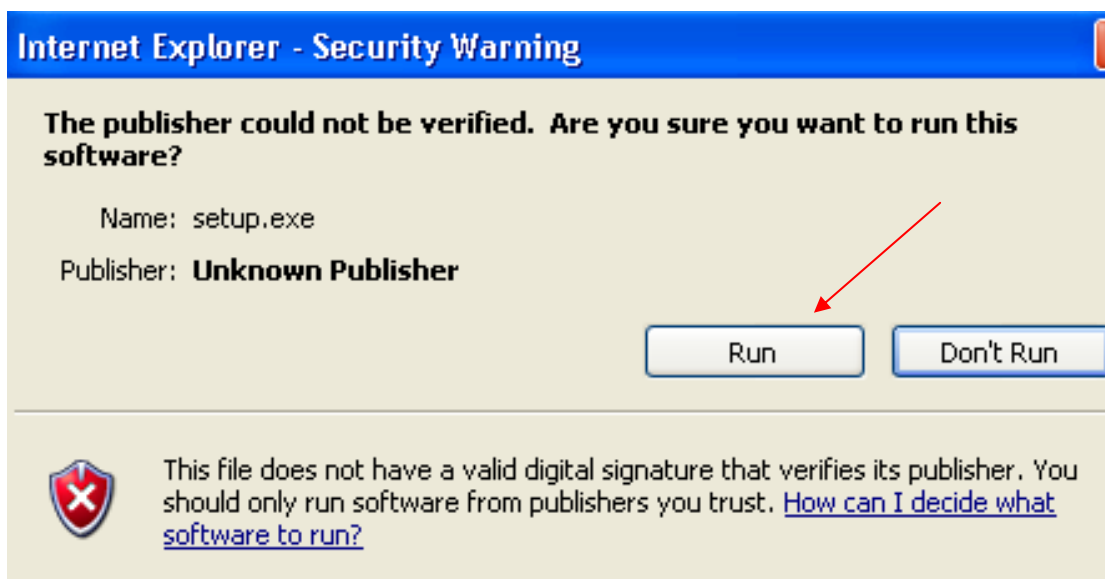 Internet Explorer - Security Warning
The publisher could not be verified. Are you sure you want to run this
software?
Name: setup.exe
Publisher: Unknown Publisher
Run
Don't Run
This file does not have a valid digital signature that verifies its publisher. You
should only run software from publishers you trust. How can I decide what
software to run?